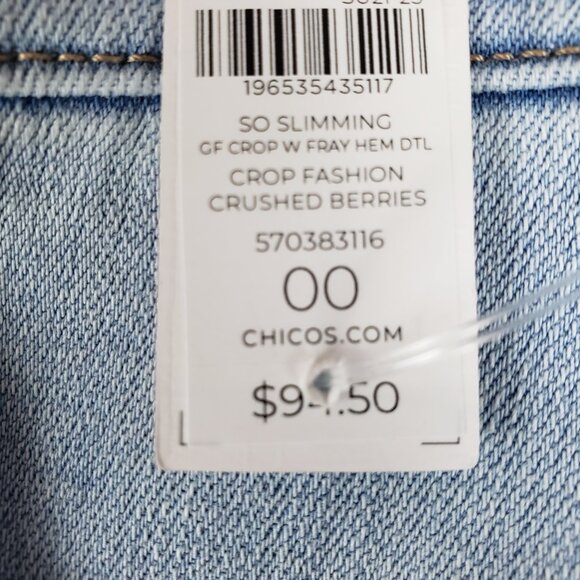 196535435117
SO SLIMMING
GF CROP W FRAY HEM DTL
CROP FASHION
CRUSHED BERRIES
570383116
00
CHICOS.COM